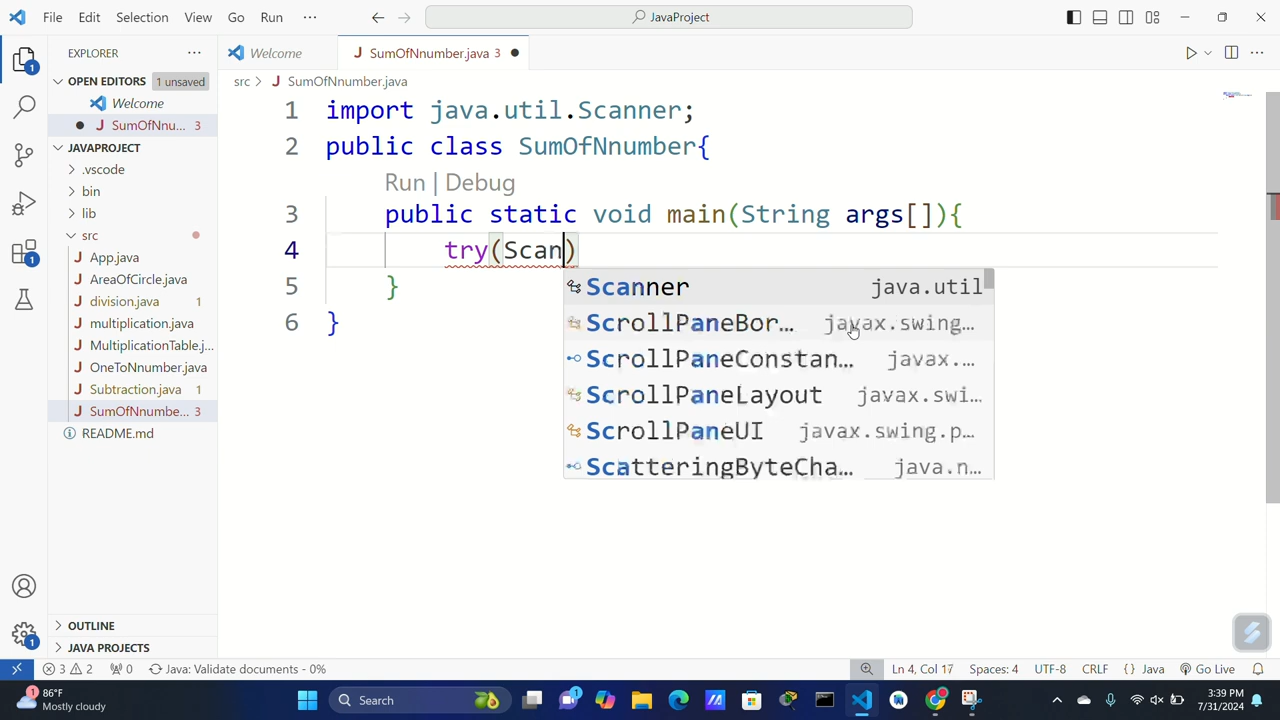 File Edit Selection View Go Run ··· JavaProject
EXPLORER ···
OPEN EDITORS 1 unsaved
Welcome
SumOfNnu... 3
JAVAPROJECT
.vscode
bin
lib
src
J App.java
J AreaOfCircle.java
J division.java 1
J multiplication.java
J MultiplicationTable.j...
J OneToNnumber.java
J Subtraction.java 1
J SumOfNnumbe... 3
README.md
OUTLINE
JAVA PROJECTS
Welcome J SumOfNnumber.java 3
src > J SumOfNnumber.java
1 import java.util.Scanner;
2 public class SumOfNnumber{
Run | Debug
3 public static void main(String args[]){
4 try(Scan)
5 }
6 }
Scanner java.util
ScrollPaneBor... javax.swing...
ScrollPaneConstan... javax....
ScrollPaneLayout javax.swi...
ScrollPaneUI javax.swing.p...
ScatteringByteCha... java.n...
3 2 0 Java: Validate documents - 0% Ln 4, Col 17 Spaces: 4 UTF-8 CRLF {} Java Go Live
86°F
Mostly cloudy
Search
3:39 PM
7/31/2024